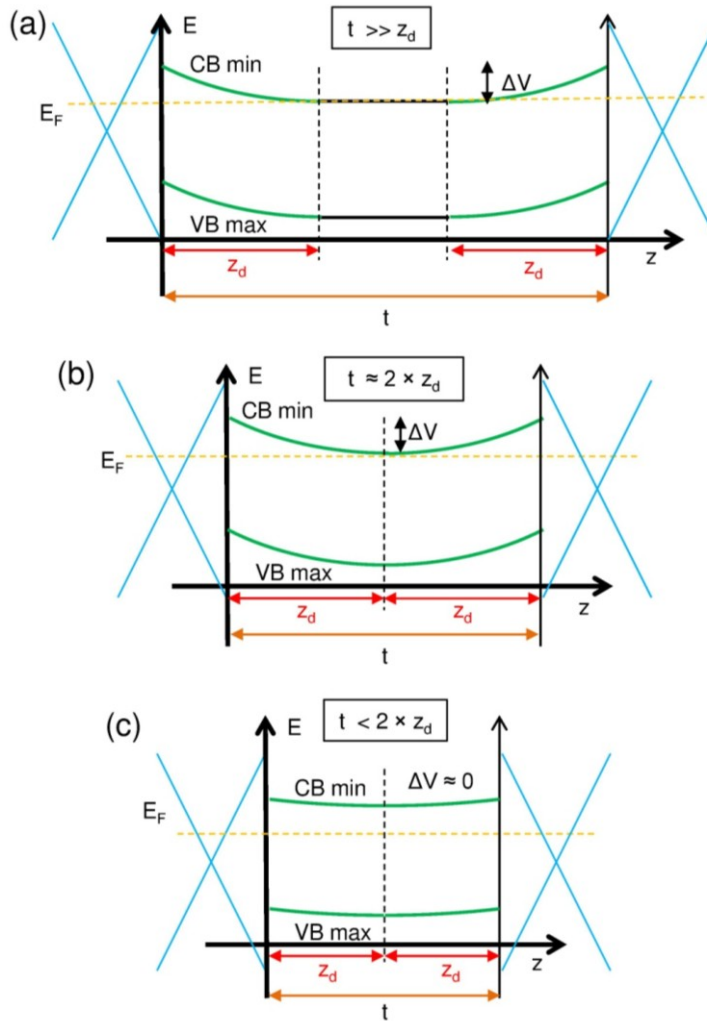 (a)
E
t >> z_d
CB min
ΔV
E_F
VB max
z_d
z_d
z
t
(b)
E
t ≈ 2 × z_d
CB min
ΔV
E_F
VB max
z_d
z_d
z
t
(c)
E
t < 2 × z_d
CB min
ΔV ≈ 0
E_F
VB max
z_d
z_d
z
t